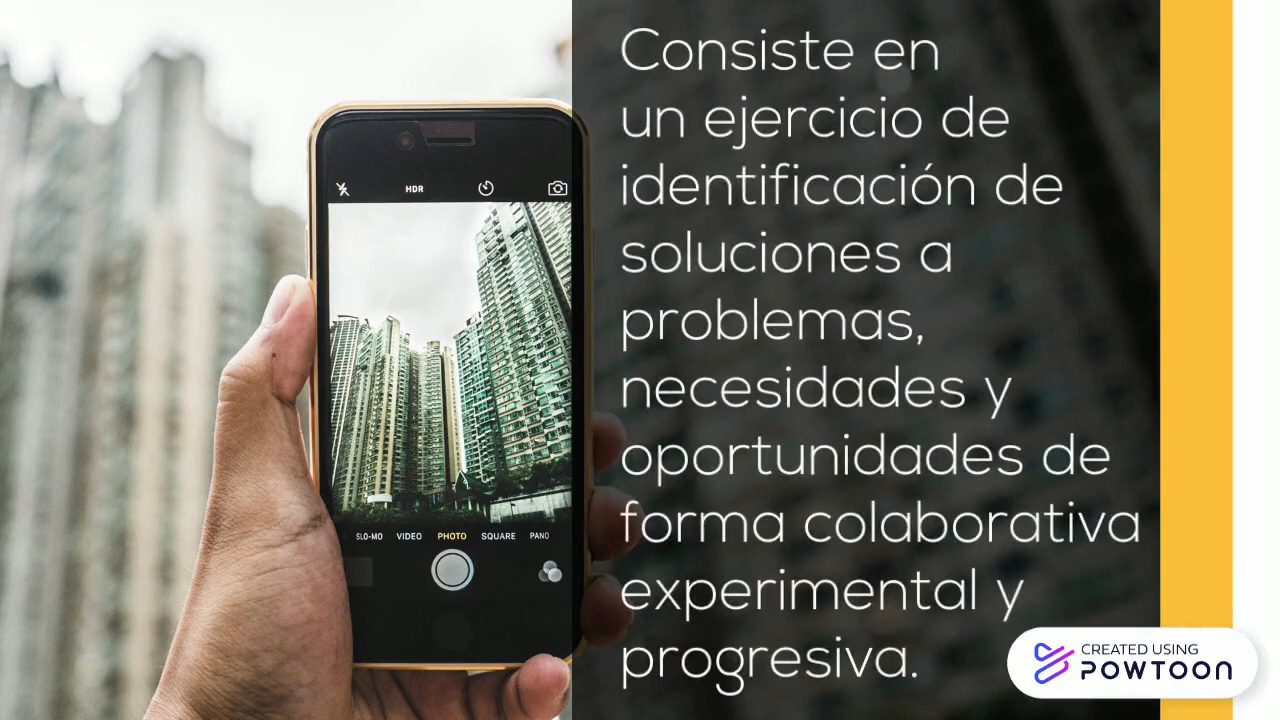 Consiste en
un ejercicio de
identificación de
soluciones a
problemas,
necesidades y
oportunidades de
forma colaborativa
experimental y
progresiva.
HDR
SLO-MO VIDEO PHOTO SQUARE PANO
CREATED USING
POWTOON